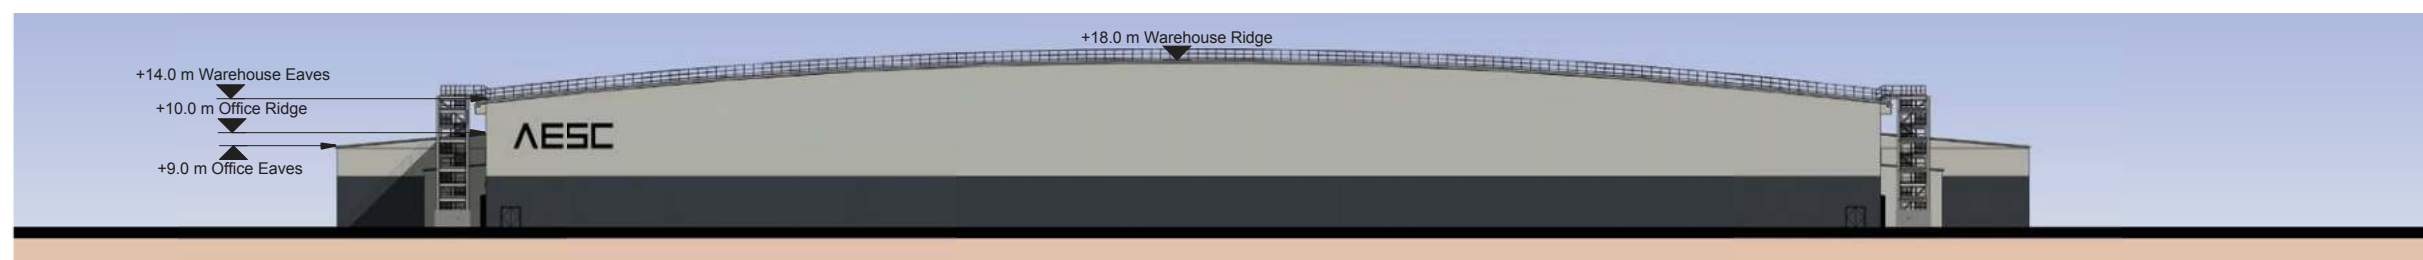 +18.0 m Warehouse Ridge
+14.0 m Warehouse Eaves
+10.0 m Office Ridge
AESC
+9.0 m Office Eaves